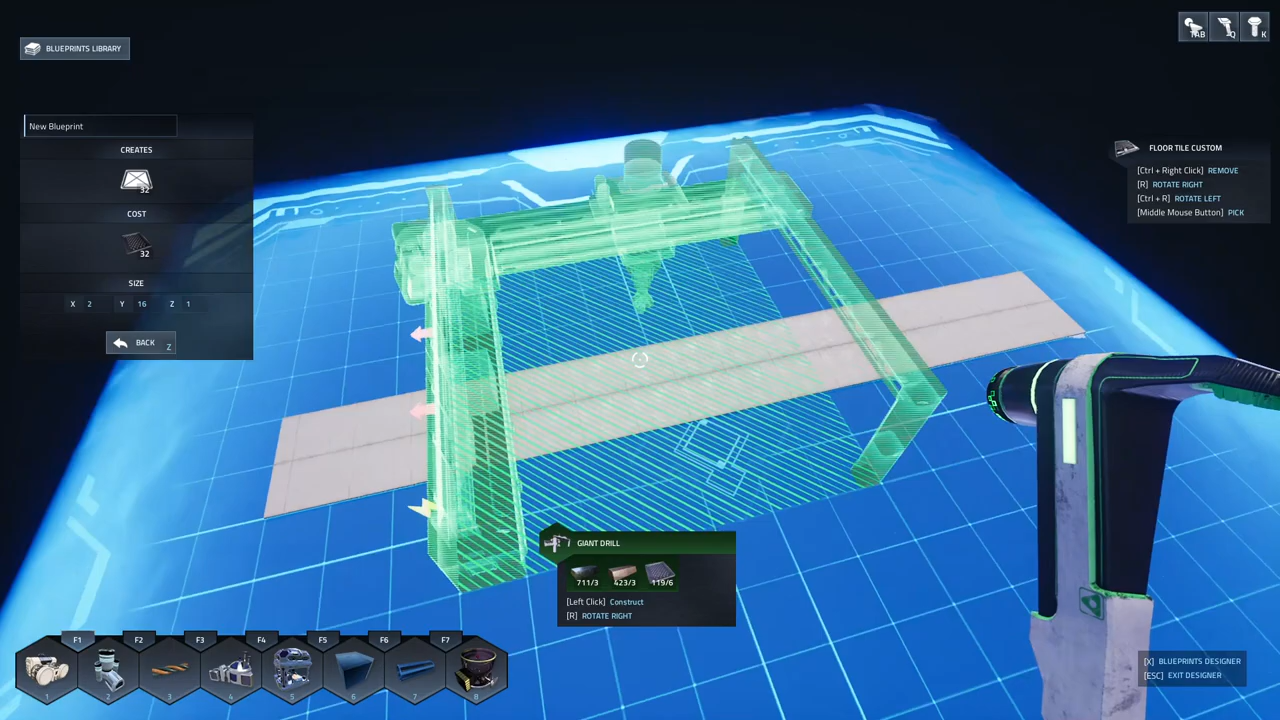 BLUEPRINTS LIBRARY
TAB
Q
K
New Blueprint
CREATES
32
COST
32
SIZE
X 2 Y 16 Z 1
BACK Z
FLOOR TILE CUSTOM
[Ctrl + Right Click] REMOVE
[R] ROTATE RIGHT
[Ctrl + R] ROTATE LEFT
[Middle Mouse Button] PICK
GIANT DRILL
711/3 423/3 119/6
[Left Click] Construct
[R] ROTATE RIGHT
F1 F2 F3 F4 F5 F6 F7
1 2 3 4 5 6 7 8
[X] BLUEPRINTS DESIGNER
[ESC] EXIT DESIGNER